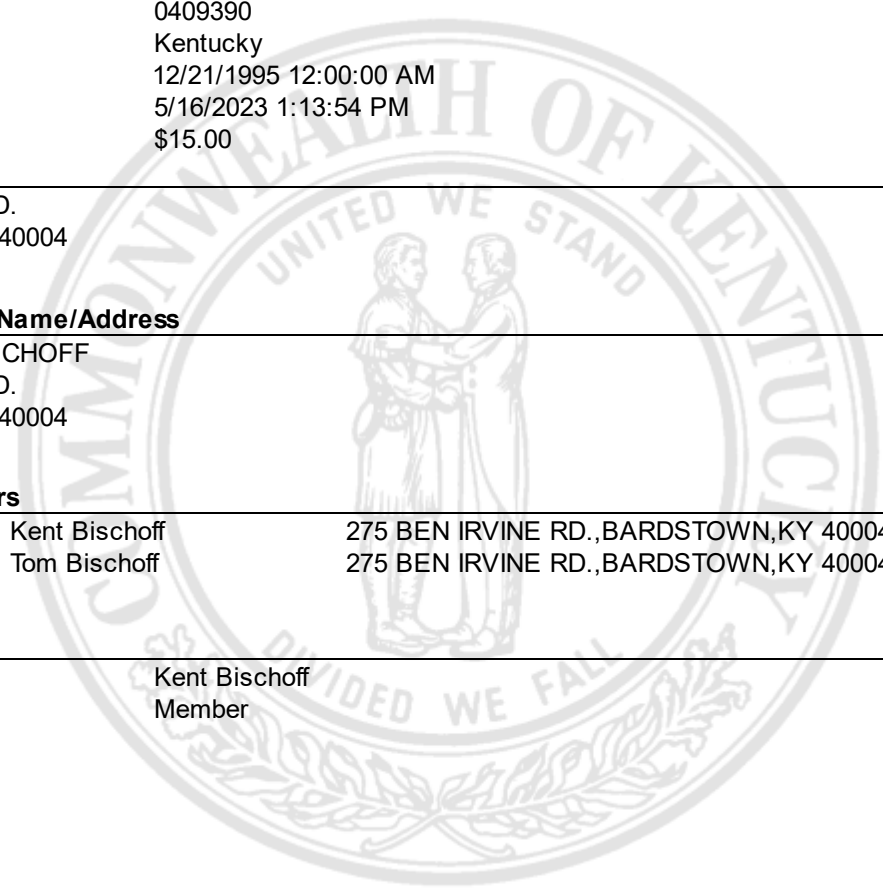 0409390
Kentucky
12/21/1995 12:00:00 AM
5/16/2023 1:13:54 PM
$15.00
D.
40004
Name/Address
CHOFF
D.
40004
rs
Kent Bischoff 275 BEN IRVINE RD.,BARDSTOWN,KY 40004
Tom Bischoff 275 BEN IRVINE RD.,BARDSTOWN,KY 40004
Kent Bischoff
Member
COMMONWEALTH OF KENTUCKY
UNITED WE STAND
DIVIDED WE FALL